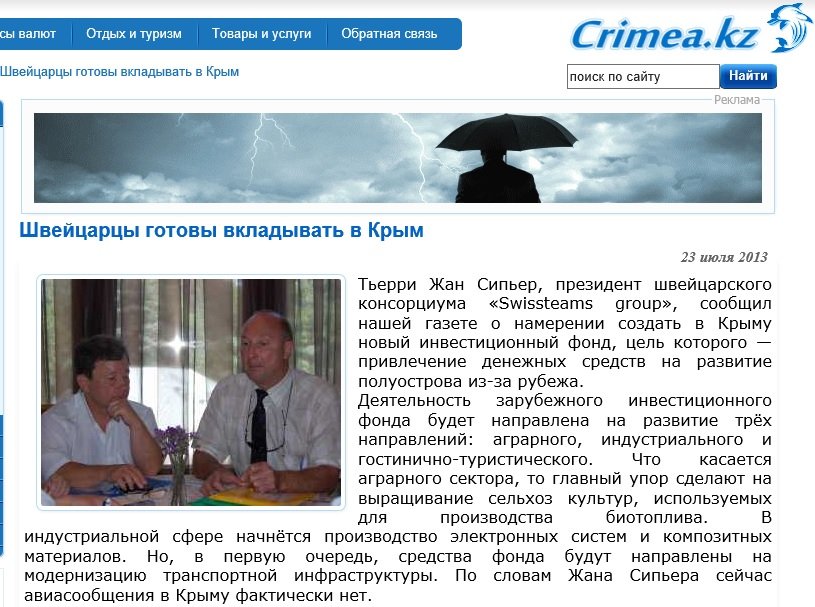 сы валют Отдых и туризм Товары и услуги Обратная связь
Crimea.kz
Швейцарцы готовы вкладывать в Крым
поиск по сайту Найти
Реклама
Швейцарцы готовы вкладывать в Крым
23 июля 2013
Тьерри Жан Сипьер, президент швейцарского
консорциума «Swissteams group», сообщил
нашей газете о намерении создать в Крыму
новый инвестиционный фонд, цель которого —
привлечение денежных средств на развитие
полуострова из-за рубежа.
Деятельность зарубежного инвестиционного
фонда будет направлена на развитие трёх
направлений: аграрного, индустриального и
гостинично-туристического. Что касается
аграрного сектора, то главный упор сделают на
выращивание сельхоз культур, используемых
для производства биотоплива. В
индустриальной сфере начнётся производство электронных систем и композитных
материалов. Но, в первую очередь, средства фонда будут направлены на
модернизацию транспортной инфраструктуры. По словам Жана Сипьера сейчас
авиасообщения в Крыму фактически нет.